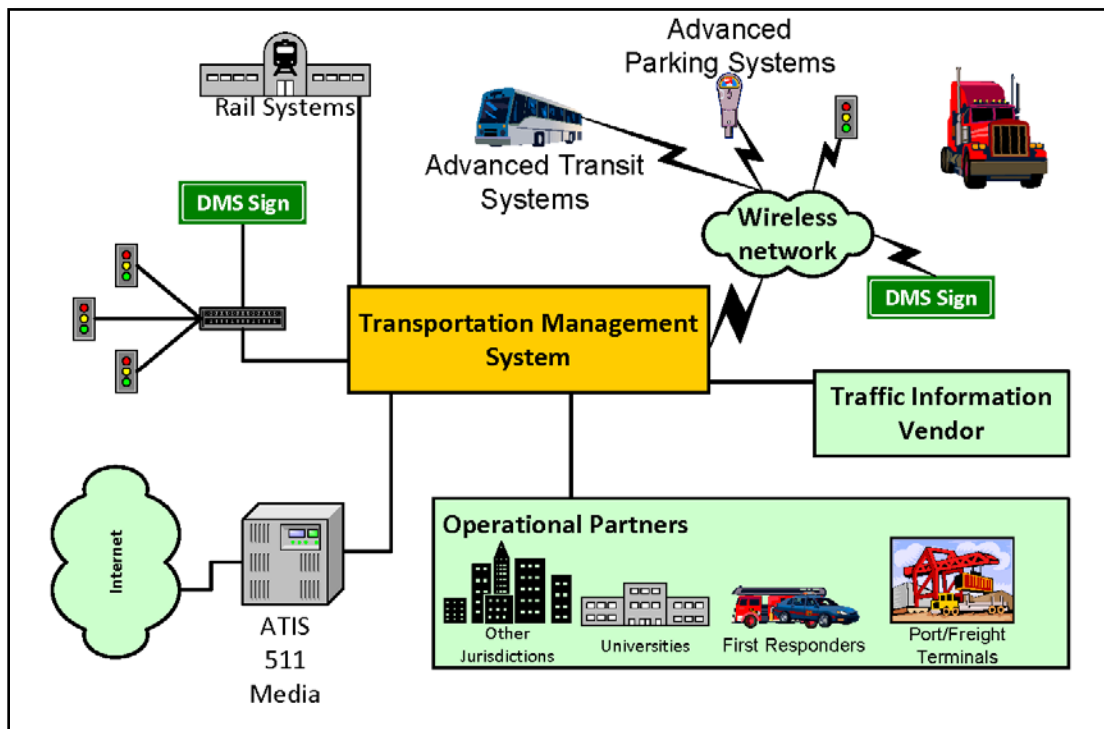 Advanced
Parking Systems
Rail Systems
Advanced Transit
Systems
DMS Sign
Wireless
network
DMS Sign
Transportation Management
System
Traffic Information
Vendor
Internet
ATIS
511
Media
Operational Partners
Other
Jurisdictions
Universities
First Responders
Port/Freight
Terminals